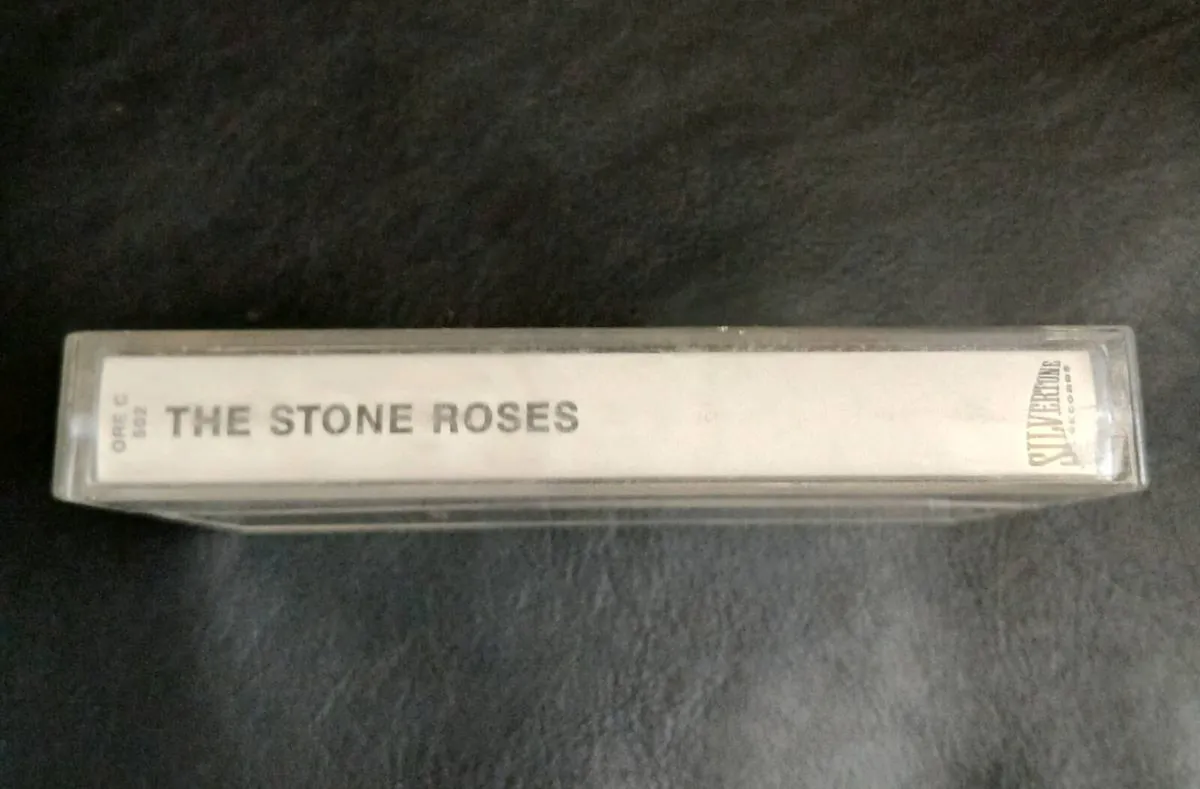 ORE C
502
THE STONE ROSES
SILVERTONE
RECORDS